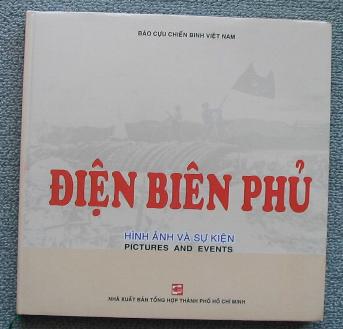 BÁO CỰU CHIẾN BINH VIỆT NAM
ĐIỆN BIÊN PHỦ
HÌNH ẢNH VÀ SỰ KIỆN
PICTURES AND EVENTS
NHÀ XUẤT BẢN TỔNG HỢP THÀNH PHỐ HỒ CHÍ MINH